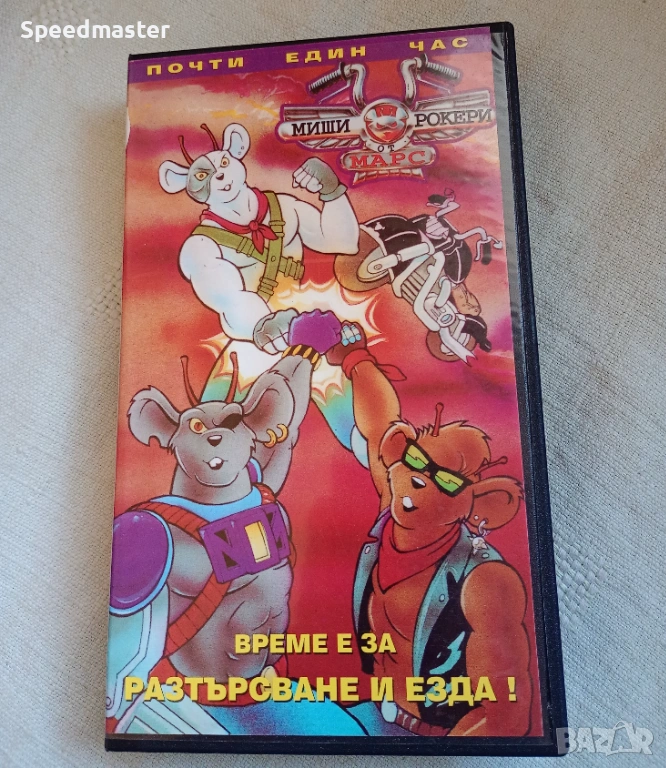 Speedmaster
ПОЧТИ ЕДИН ЧАС
МИШИ РОКЕРИ
ОТ
МАРС
ВРЕМЕ Е ЗА
РАЗТЪРСВАНЕ И ЕЗДА !
BAZAR